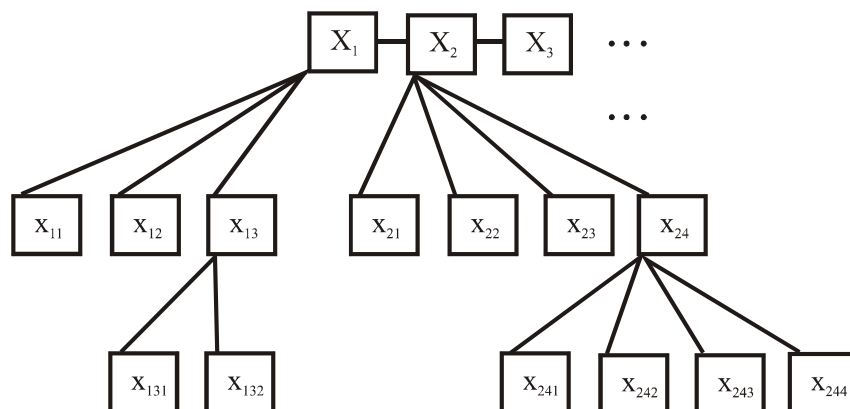 X₁ X₂ X₃ ...
...
x₁₁ x₁₂ x₁₃ x₂₁ x₂₂ x₂₃ x₂₄
x₁₃₁ x₁₃₂ x₂₄₁ x₂₄₂ x₂₄₃ x₂₄₄